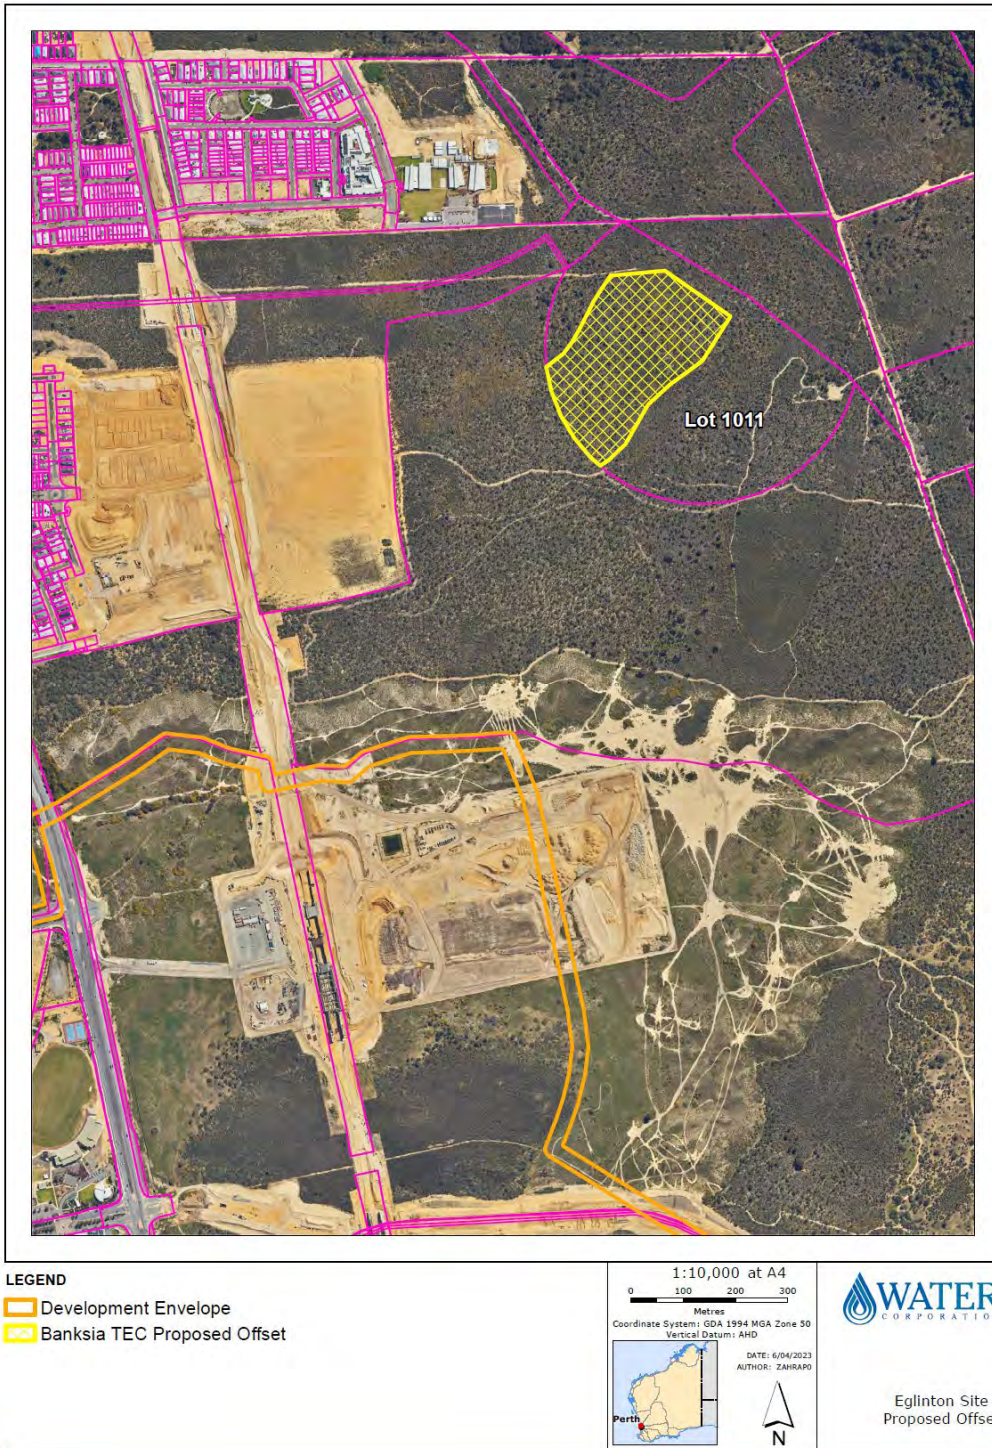 Lot 1011
LEGEND
Development Envelope
Banksia TEC Proposed Offset
1:10,000 at A4
0 100 200 300
Metres
Coordinate System: GDA 1994 MGA Zone 50
Vertical Datum: AHD
DATE: 6/04/2023
AUTHOR: ZAHRAP0
Perth
N
WATER
CORPORATIO
Eglinton Site
Proposed Offse